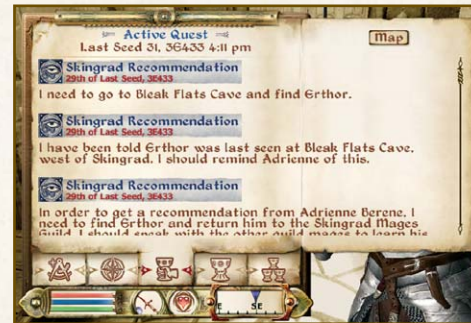 Active Quest
Map
Last Seed 31, 3E433 4:11 pm
Skingrad Recommendation
29th of Last Seed, 3E433
I need to go to Bleak Flats Cave and find Erthor.
Skingrad Recommendation
29th of Last Seed, 3E433
I have been told Erthor was last seen at Bleak Flats Cave,
west of Skingrad. I should remind Adrienne of this.
Skingrad Recommendation
29th of Last Seed, 3E433
In order to get a recommendation from Adrienne Berene, I
need to find Erthor and return him to the Skingrad Mages
Guild. I should speak with the other guild mages to learn his
E SE